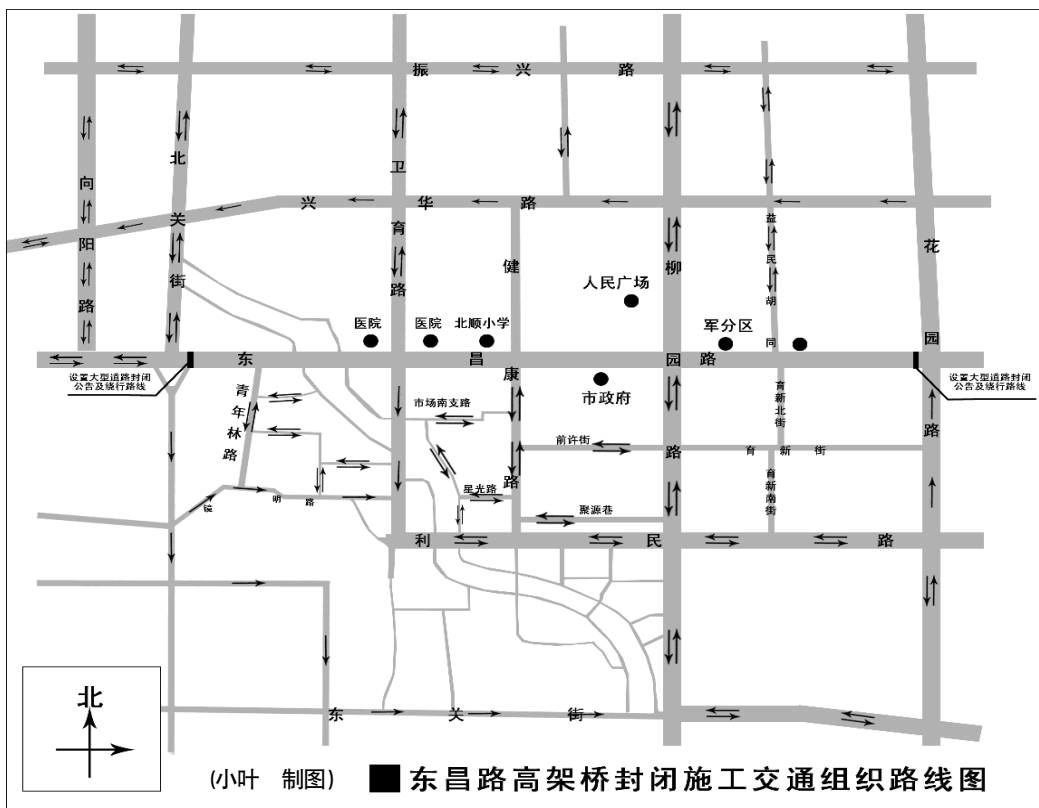 振兴路
向阳路
北关街
卫育路
兴华路
健康路
柳园路
益民胡同
花园路
人民广场
医院
医院
北顺小学
军分区
东昌路
设置大型道路封闭
公告及绕行路线
设置大型道路封闭
公告及绕行路线
市政府
青年林路
市场南支路
育新北街
前许街
育新街
育新南街
星光路
镜明路
聚源巷
利民路
东关街
北
(小叶 制图)
东昌路高架桥封闭施工交通组织路线图